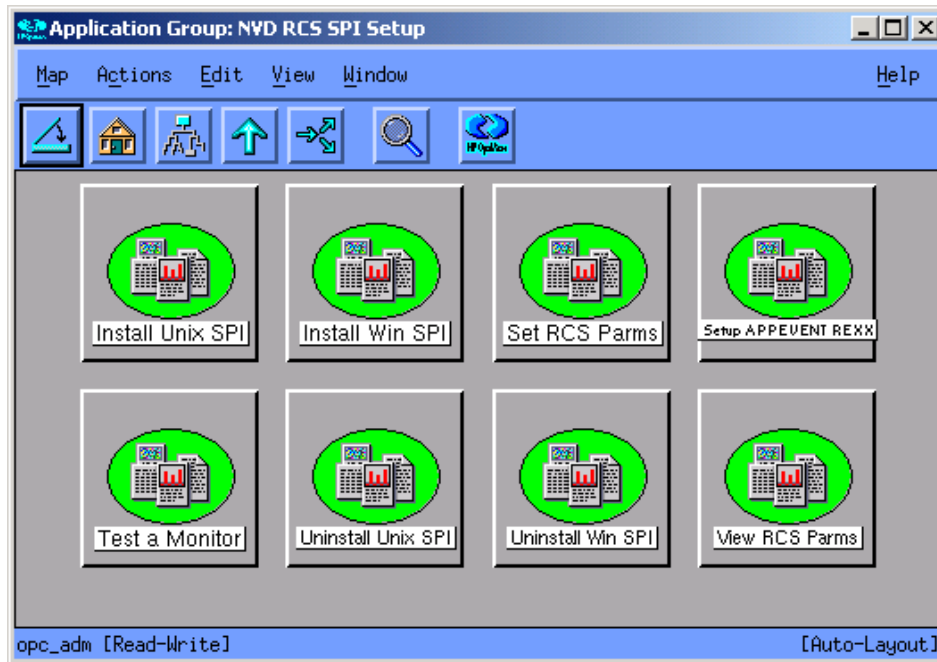 Application Group: NVD RCS SPI Setup
Map Actions Edit View Window Help
HP OpenView
Install Unix SPI Install Win SPI Set RCS Parms Setup APPEVENT REXX
Test a Monitor Uninstall Unix SPI Uninstall Win SPI View RCS Parms
opc_adm [Read-Write] [Auto-Layout]